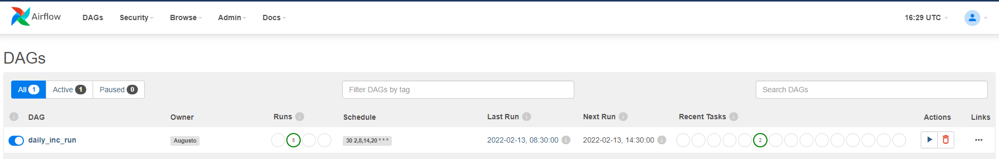 Airflow DAGs Security Browse Admin Docs 16:29 UTC
DAGs
All 1 Active 1 Paused 0 Filter DAGs by tag Search DAGs
i DAG Owner Runs i Schedule Last Run i Next Run i Recent Tasks i Actions Links
daily_inc_run Augusto 5 30 2,8,14,20 * * * 2022-02-13, 08:30:00 i 2022-02-13, 14:30:00 i 2